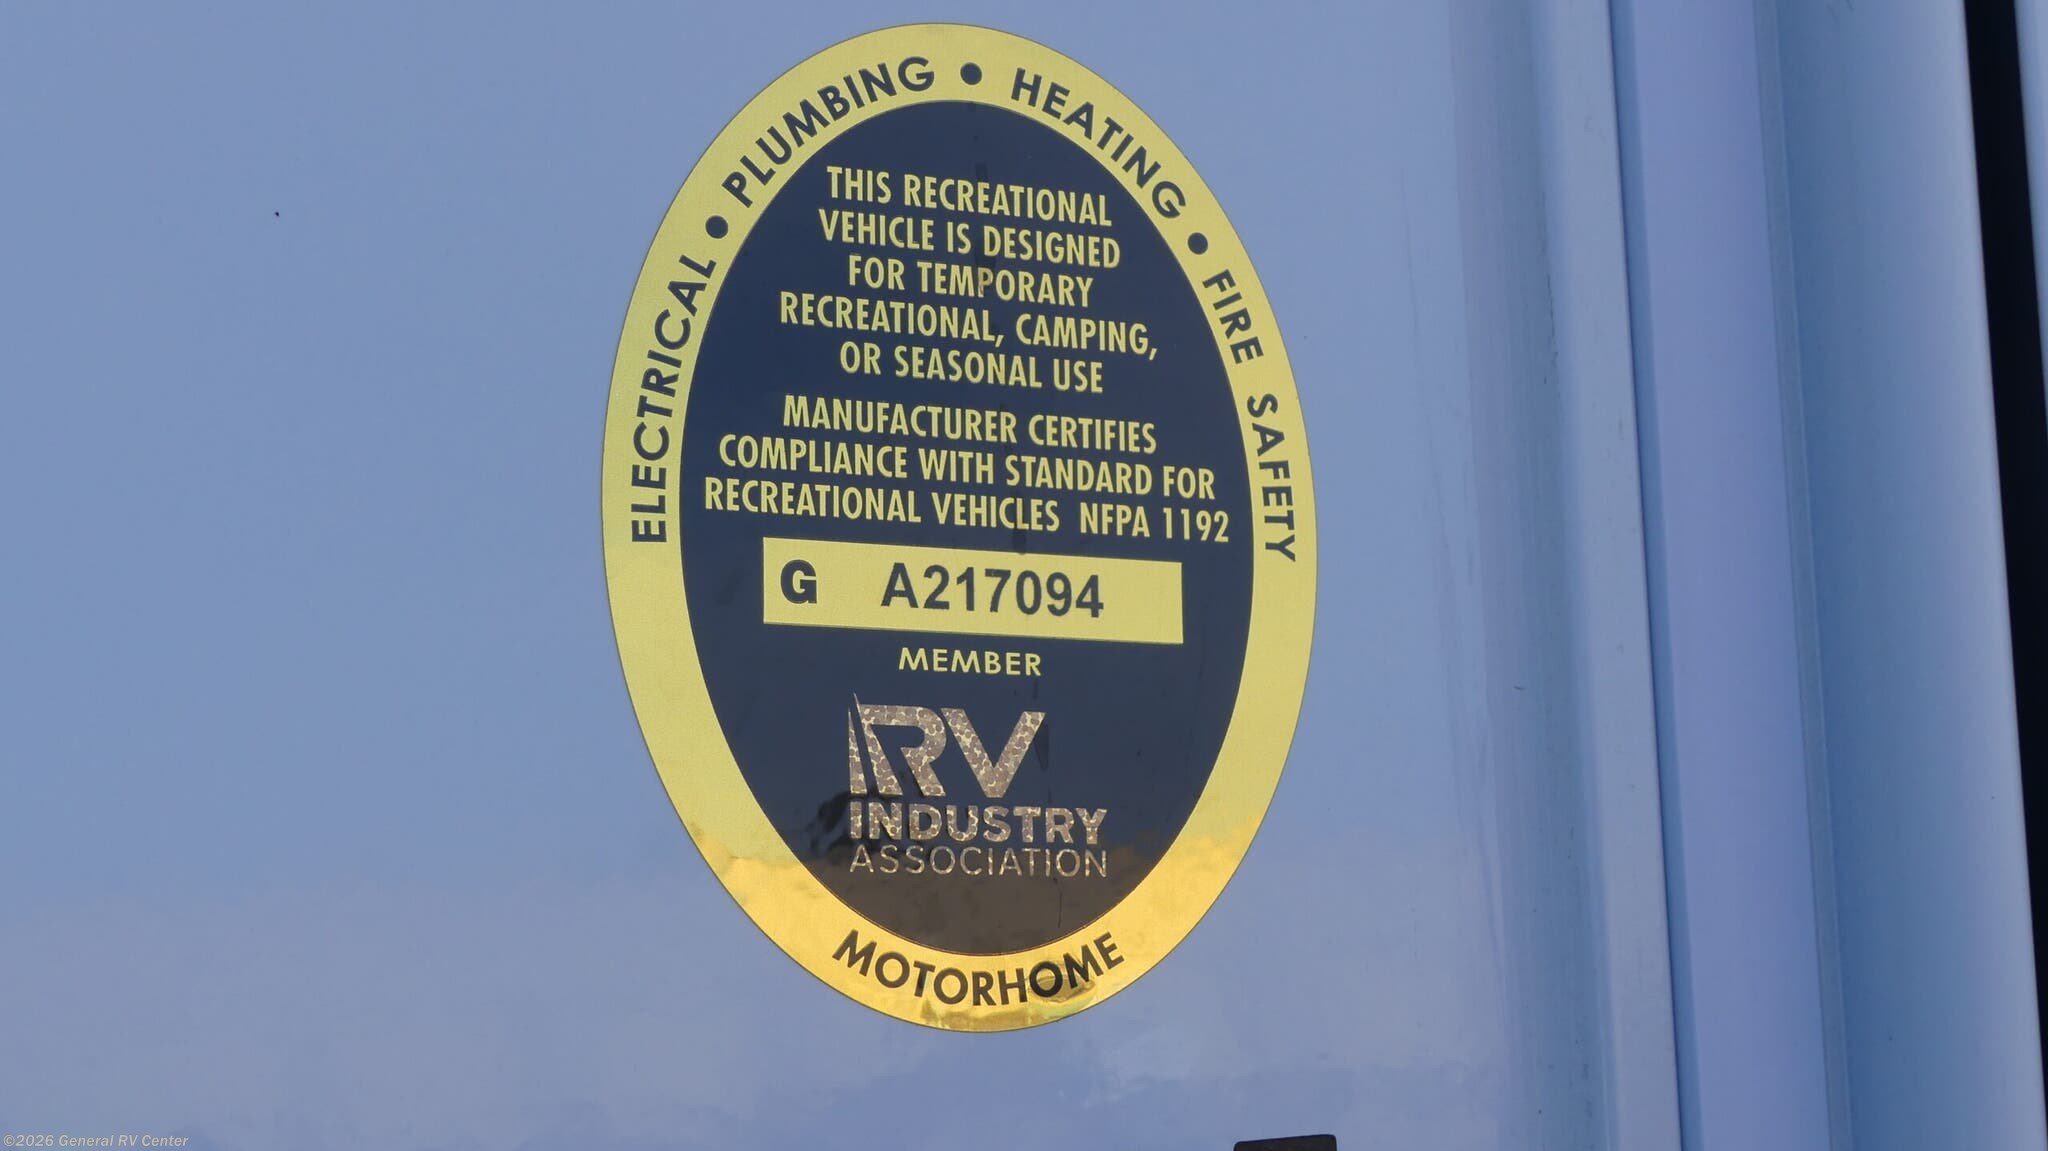 ELECTRICAL • PLUMBING • HEATING • FIRE SAFETY
THIS RECREATIONAL
VEHICLE IS DESIGNED
FOR TEMPORARY
RECREATIONAL, CAMPING,
OR SEASONAL USE
MANUFACTURER CERTIFIES
COMPLIANCE WITH STANDARD FOR
RECREATIONAL VEHICLES NFPA 1192
G A217094
MEMBER
RV
INDUSTRY
ASSOCIATION
MOTORHOME
©2026 General RV Center